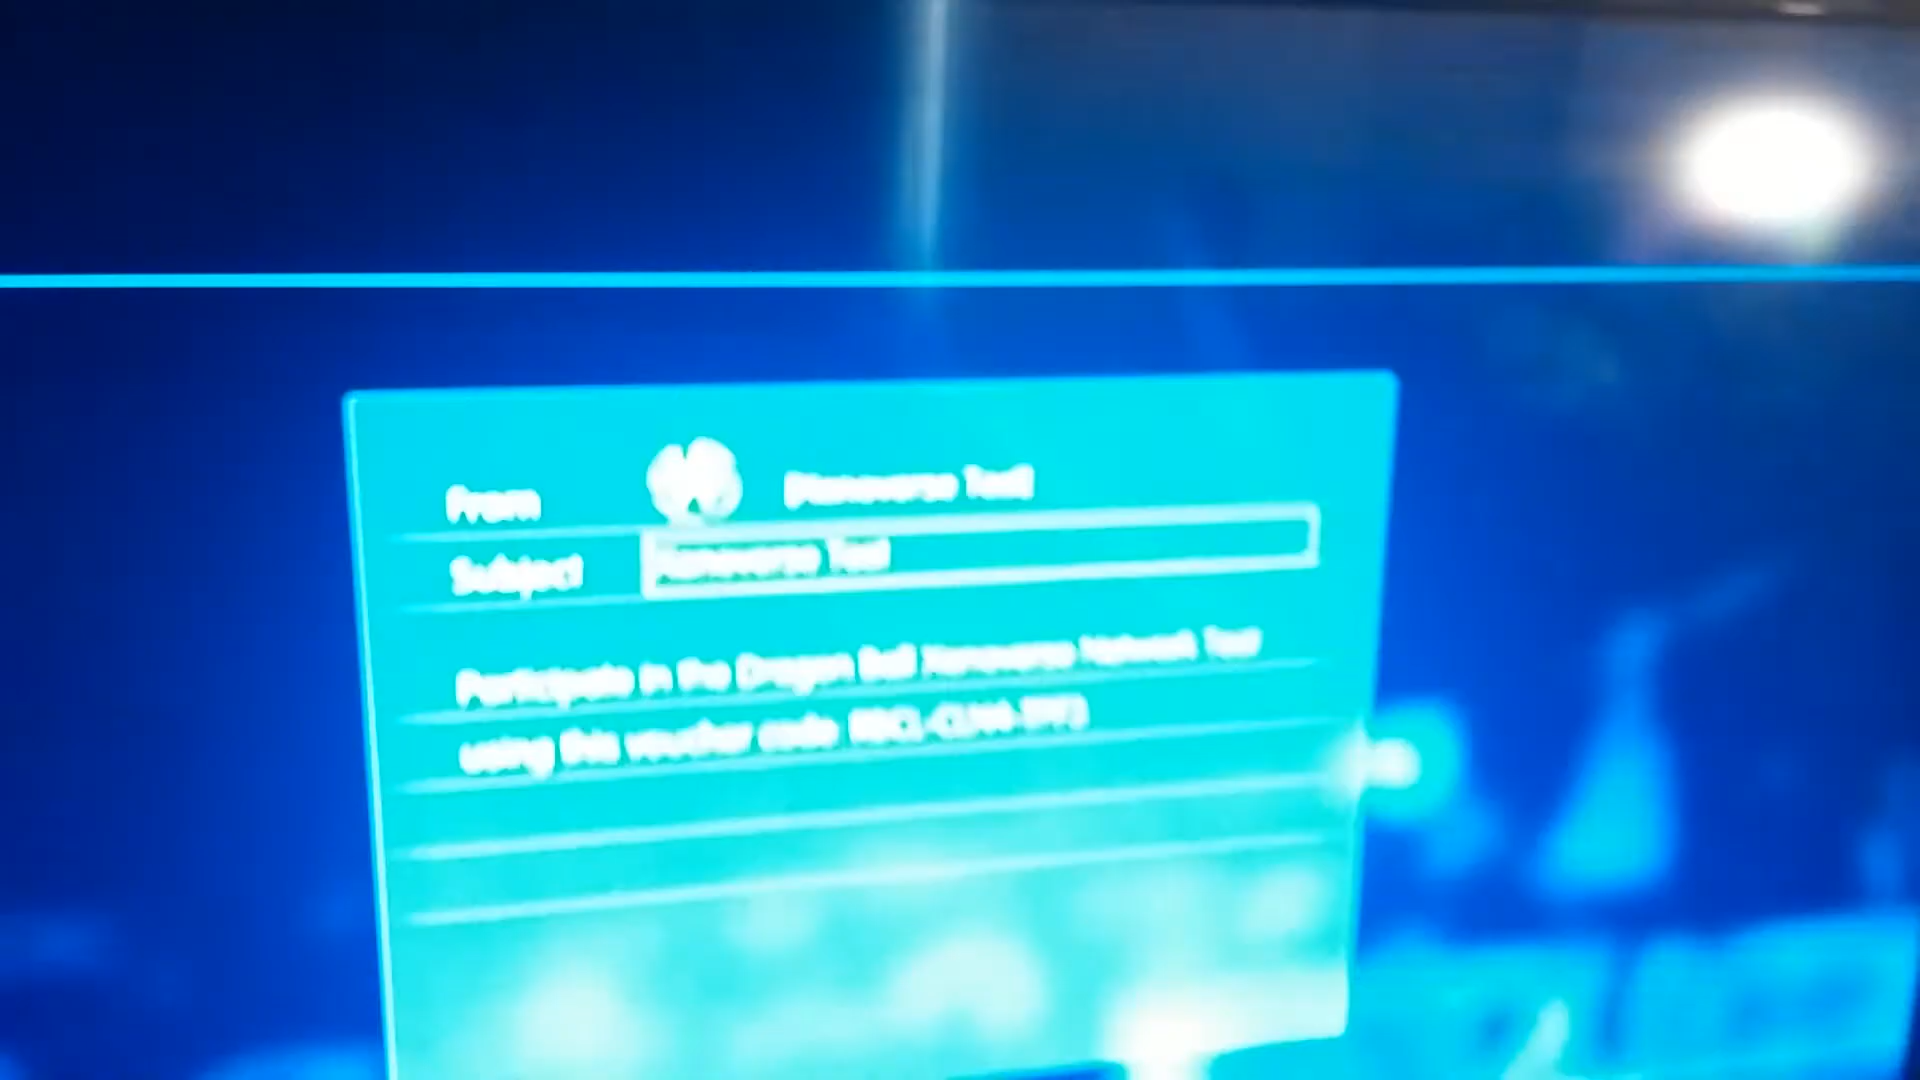 From [Xenoverse Test]
Subject Xenoverse Test
Participate in the Dragon Ball Xenoverse Network Test
using this voucher code: